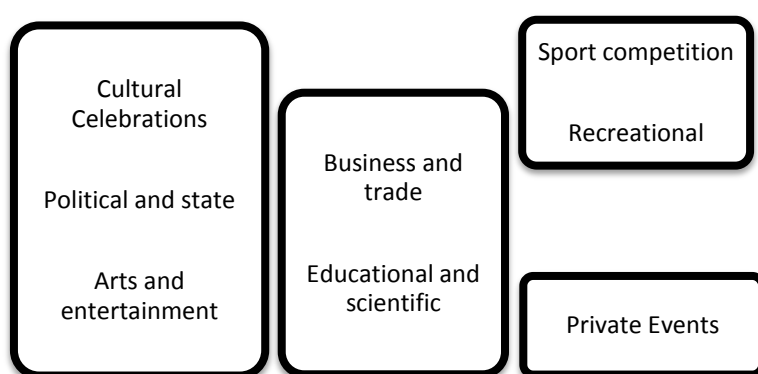 Cultural
Celebrations
Political and state
Arts and
entertainment
Business and
trade
Educational and
scientific
Sport competition
Recreational
Private Events